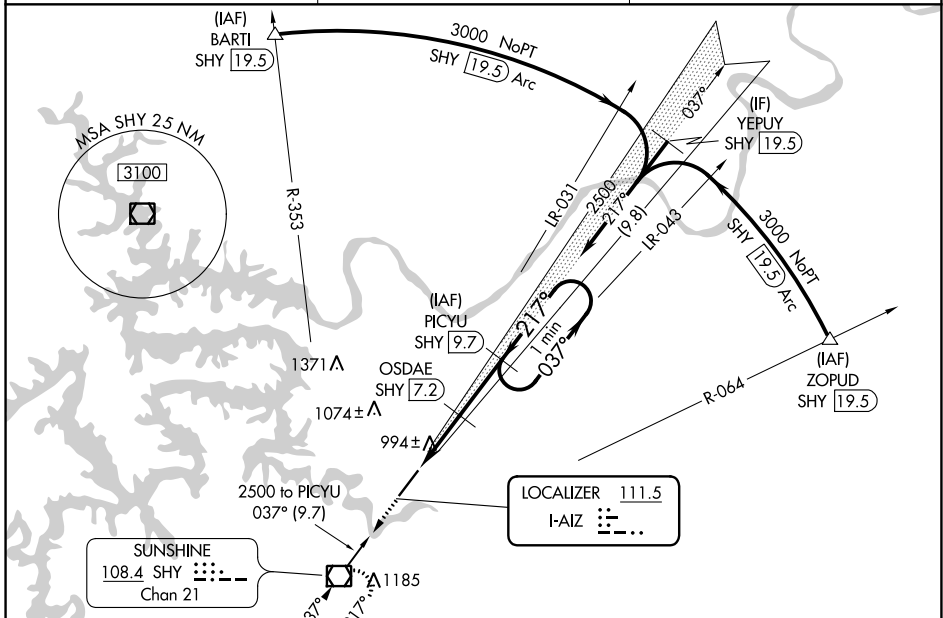 (IAF)
BARTI
SHY 19.5
3000 NoPT
SHY 19.5 Arc
MSA SHY 25 NM
3100
R-353
LR-031
2500
217°
(9.8)
037°
(IF)
YEPUY
SHY 19.5
LR-043
3000 NoPT
SHY 19.5 Arc
(IAF)
ZOPUD
SHY 19.5
R-064
(IAF)
PICYU
SHY 9.7
217°
1 min
037°
OSDAE
SHY 7.2
1371
1074±
994±
2500 to PICYU
037° (9.7)
LOCALIZER 111.5
I-AIZ
SUNSHINE
108.4 SHY
Chan 21
1185
37°
017°